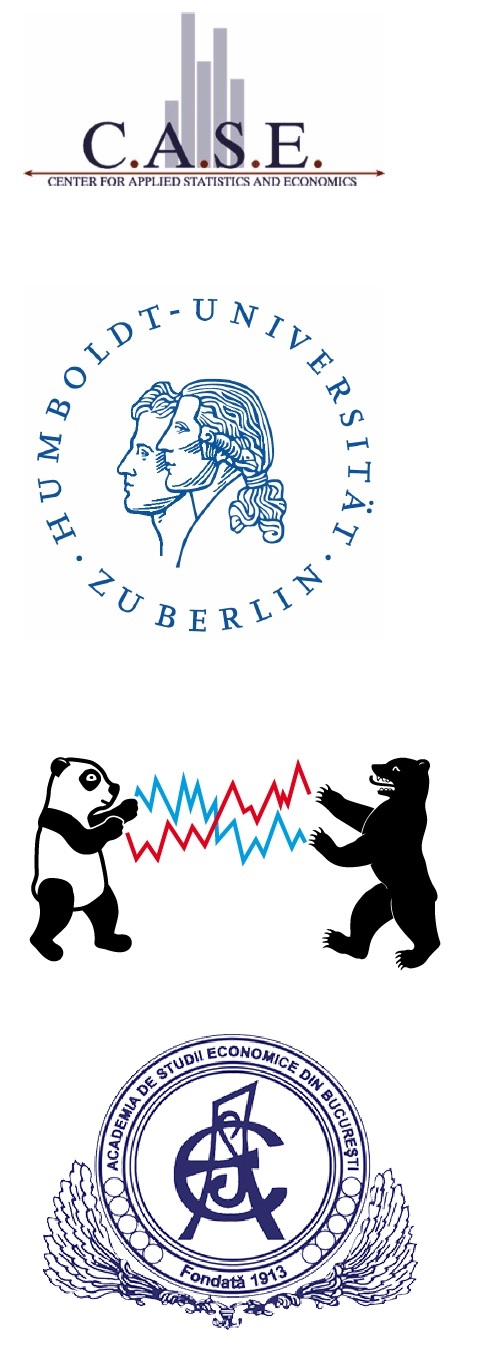 C.A.S.E.
CENTER FOR APPLIED STATISTICS AND ECONOMICS
HUMBOLDT-UNIVERSITÄT
· ZU BERLIN ·
ACADEMIA DE STUDII ECONOMICE DIN BUCUREŞTI
Fondată 1913